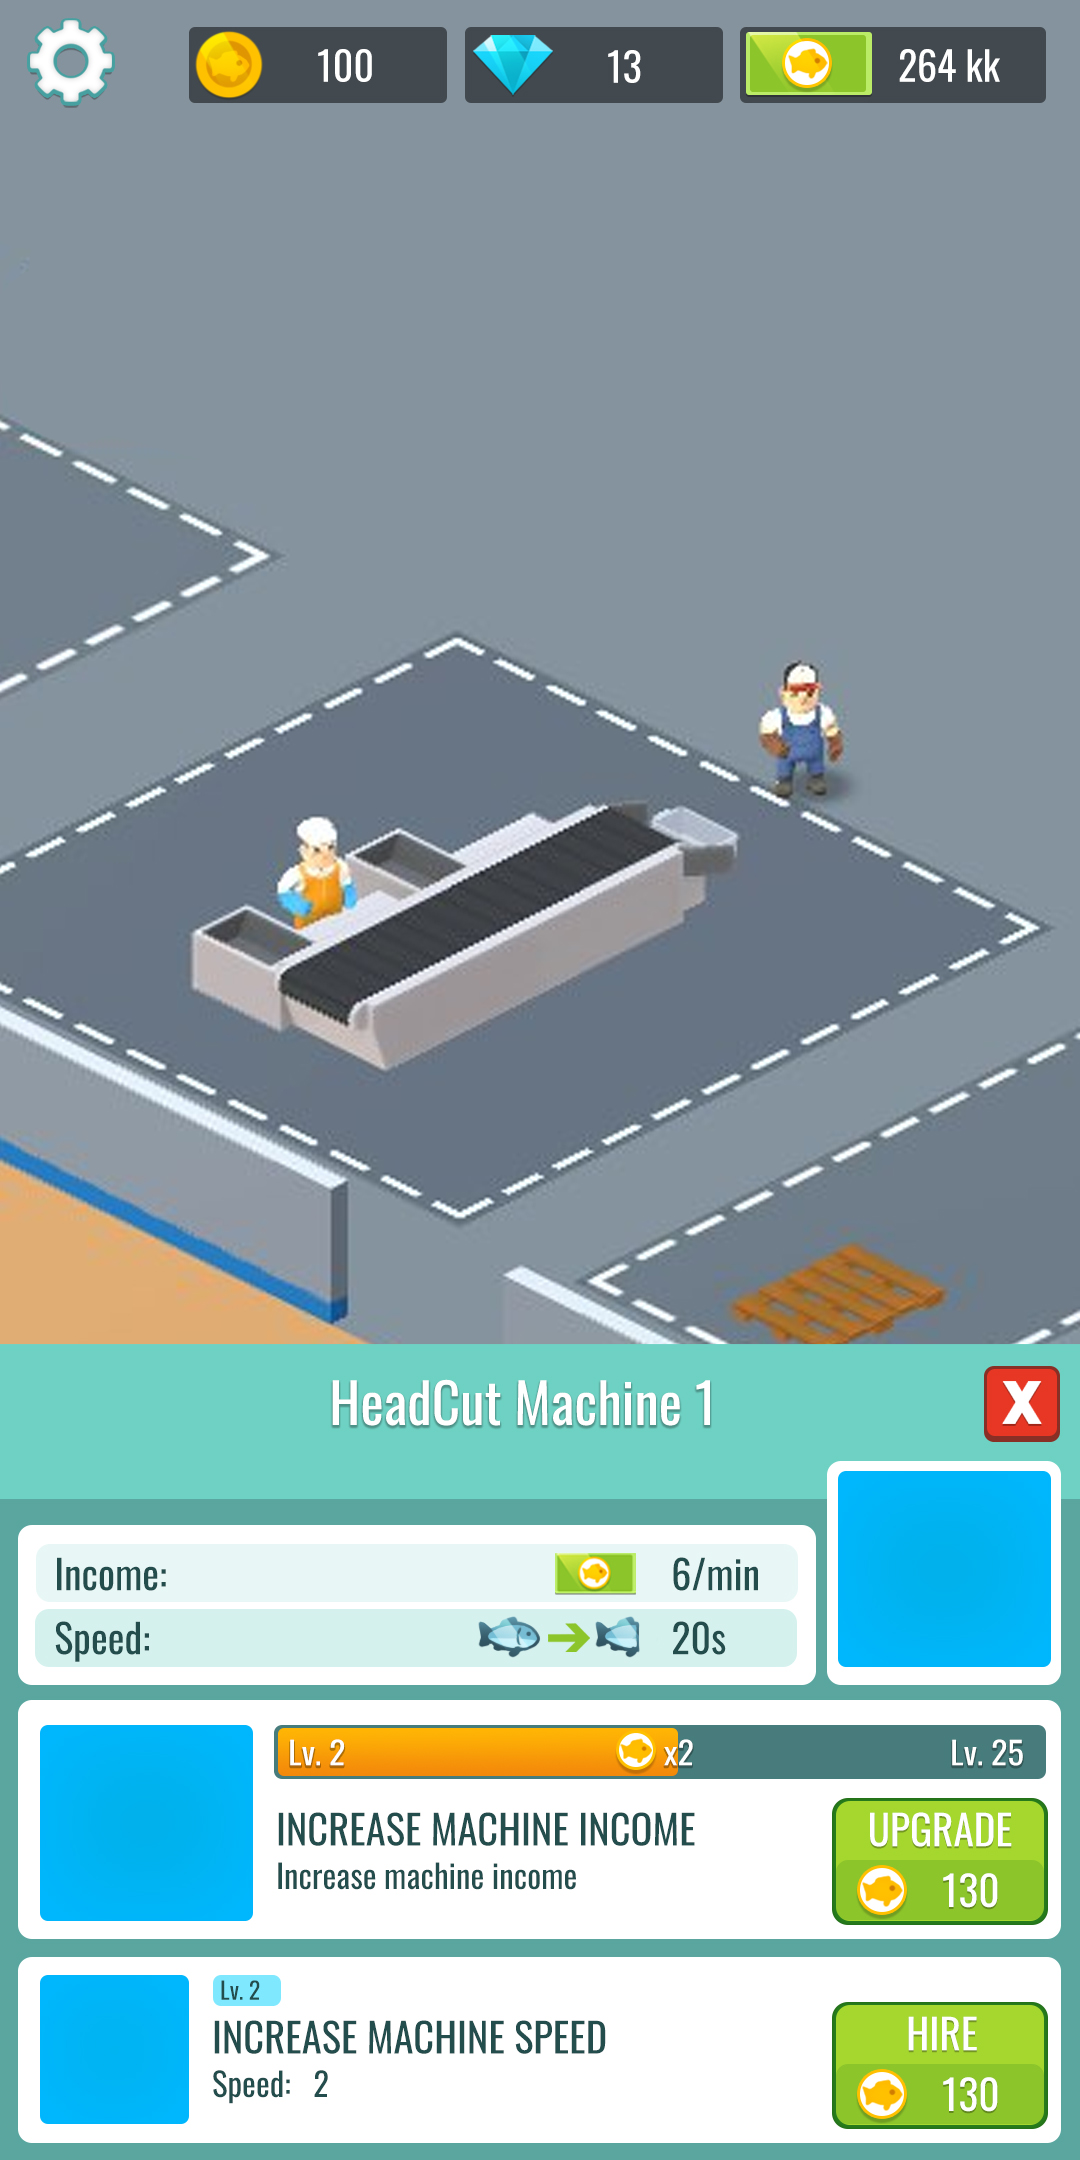 100
13
264 kk
HeadCut Machine 1
X
Income: 6/min
Speed: 20s
Lv. 2 x2 Lv. 25
INCREASE MACHINE INCOME
Increase machine income
UPGRADE
130
Lv. 2
INCREASE MACHINE SPEED
Speed: 2
HIRE
130